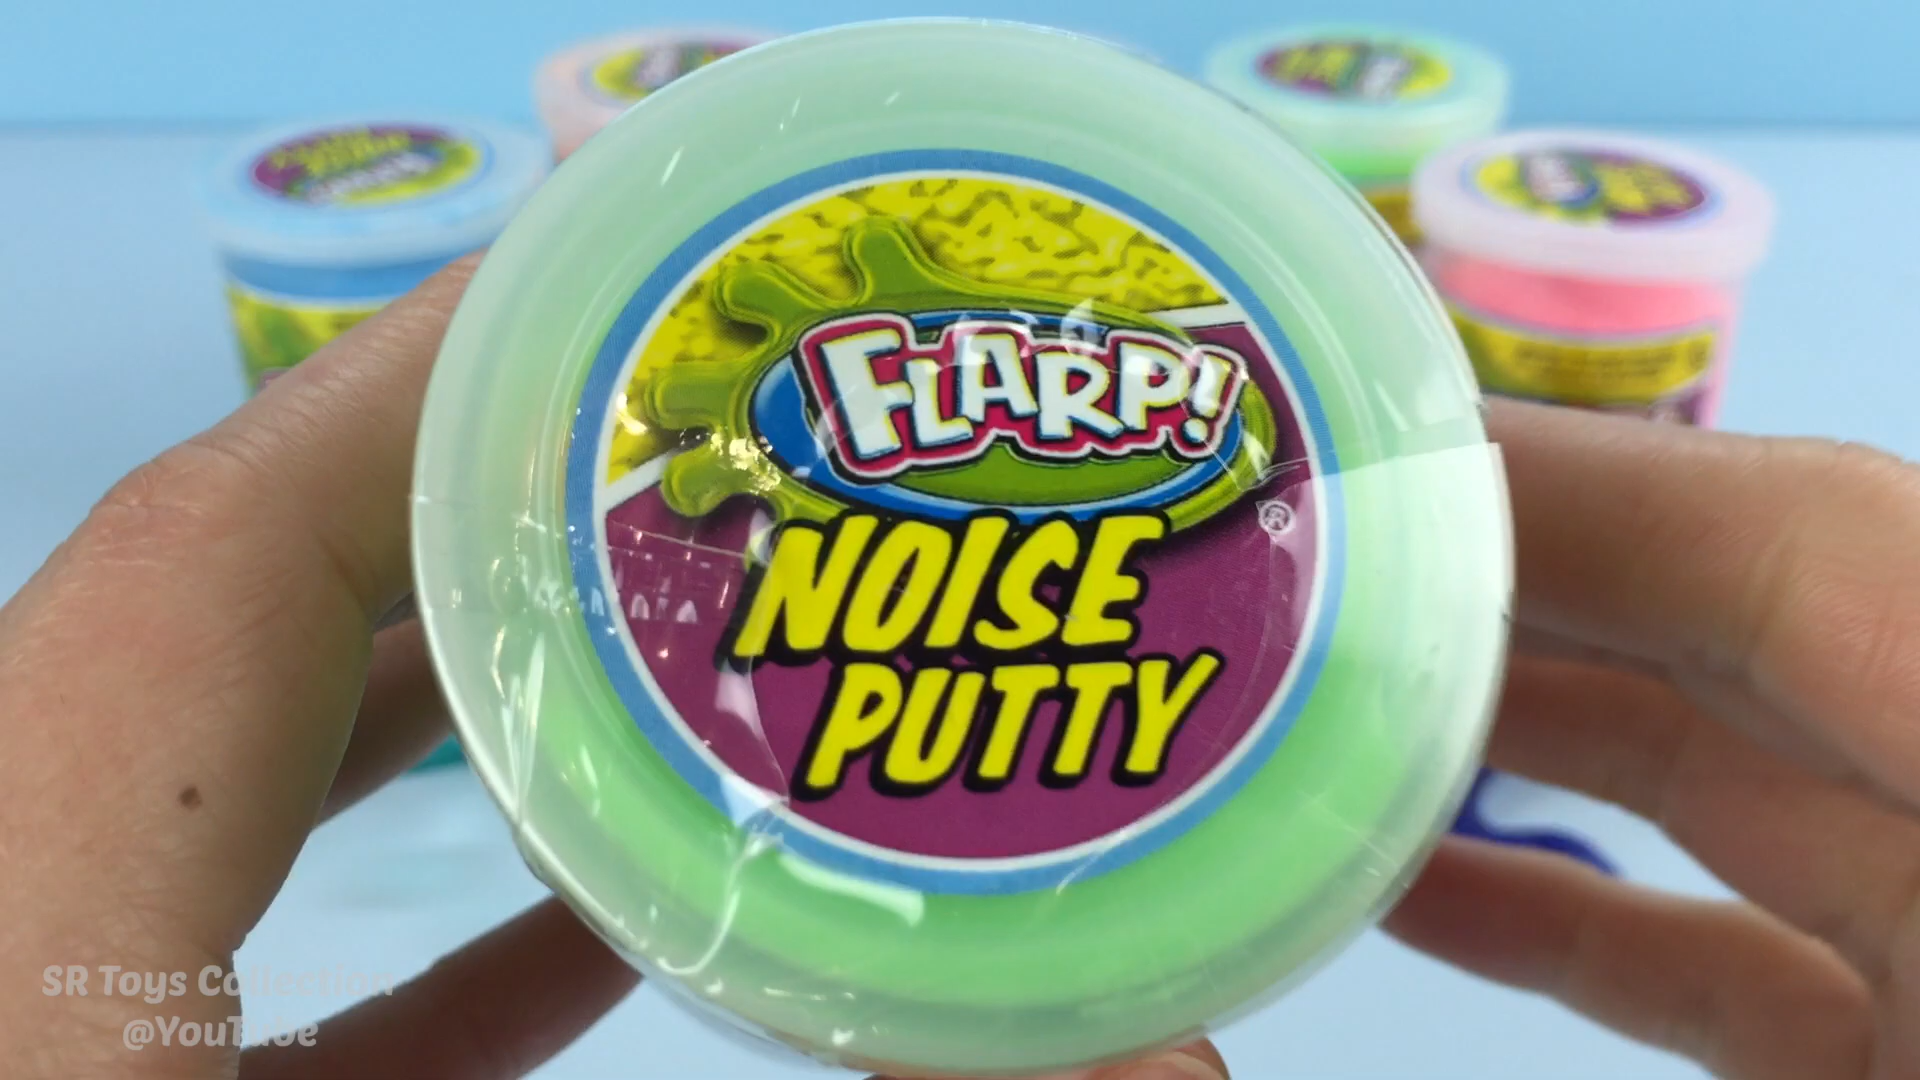 FLARP!
®
NOISE
PUTTY
SR Toys Collection
@YouTube